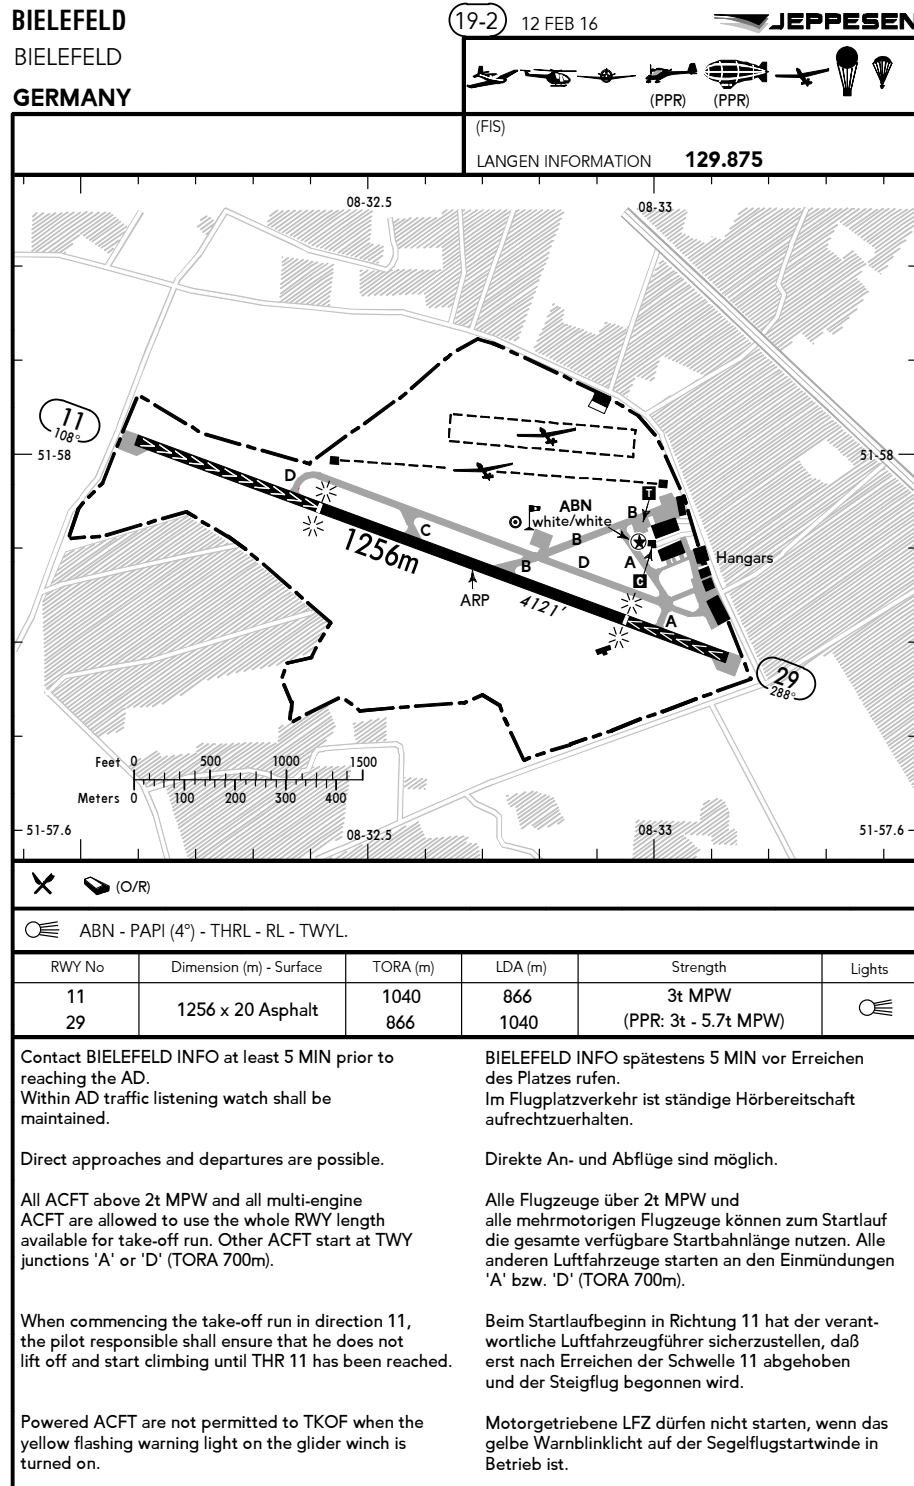 BIELEFELD
19-2 12 FEB 16 JEPPESEN
BIELEFELD
GERMANY
(PPR) (PPR)
(FIS)
LANGEN INFORMATION 129.875
08-32.5 08-33
11
108°
51-58 51-58
D
T
ABN
white/white
B
C
B
1256m
A
Hangars
B
D
C
ARP
4121'
A
29
288°
Feet 0 500 1000 1500
Meters 0 100 200 300 400
51-57.6 08-32.5 08-33 51-57.6
(O/R)
ABN - PAPI (4°) - THRL - RL - TWYL.
RWY No Dimension (m) - Surface TORA (m) LDA (m) Strength Lights
11 1256 x 20 Asphalt 1040 866 3t MPW
29 866 1040 (PPR: 3t - 5.7t MPW)
Contact BIELEFELD INFO at least 5 MIN prior to
reaching the AD.
Within AD traffic listening watch shall be
maintained.
Direct approaches and departures are possible.
All ACFT above 2t MPW and all multi-engine
ACFT are allowed to use the whole RWY length
available for take-off run. Other ACFT start at TWY
junctions 'A' or 'D' (TORA 700m).
When commencing the take-off run in direction 11,
the pilot responsible shall ensure that he does not
lift off and start climbing until THR 11 has been reached.
Powered ACFT are not permitted to TKOF when the
yellow flashing warning light on the glider winch is
turned on.
BIELEFELD INFO spätestens 5 MIN vor Erreichen
des Platzes rufen.
Im Flugplatzverkehr ist ständige Hörbereitschaft
aufrechtzuerhalten.
Direkte An- und Abflüge sind möglich.
Alle Flugzeuge über 2t MPW und
alle mehrmotorigen Flugzeuge können zum Startlauf
die gesamte verfügbare Startbahnlänge nutzen. Alle
anderen Luftfahrzeuge starten an den Einmündungen
'A' bzw. 'D' (TORA 700m).
Beim Startlaufbeginn in Richtung 11 hat der verant-
wortliche Luftfahrzeugführer sicherzustellen, daß
erst nach Erreichen der Schwelle 11 abgehoben
und der Steigflug begonnen wird.
Motorgetriebene LFZ dürfen nicht starten, wenn das
gelbe Warnblinklicht auf der Segelflugstartwinde in
Betrieb ist.